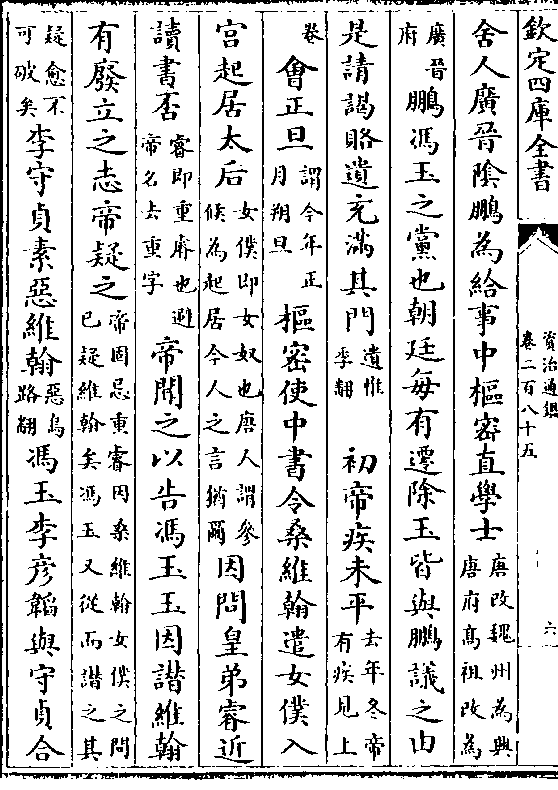 欽定四庫全書
資治通鑑
卷二百八十五
六
舍人廣晉陰鵬為給事中樞密直學士唐改魏州為興
唐府髙祖改為
廣晉
府鵬馮玉之黨也朝廷每有遷除玉皆與鵬議之由
是請謁賂遺充滿其門遺惟
季翻初帝疾未平去年冬帝
有疾見上
卷會正旦謂今年正
月朔旦樞密使中書令桑維翰遣女僕入
宫起居太后女僕即女奴也唐人謂參
候為起居今人之言猶爾因問皇弟睿近
讀書否睿即重睿也避
帝名去重字帝聞之以告馮玉玉因譖維翰
有廢立之志帝疑之帝固忌重睿因桑維翰女僕之問
已疑維翰矣馮玉又從而譖之其
疑愈不
可破矣李守貞素惡維翰惡烏
路翻馮玉李彦韜與守貞合